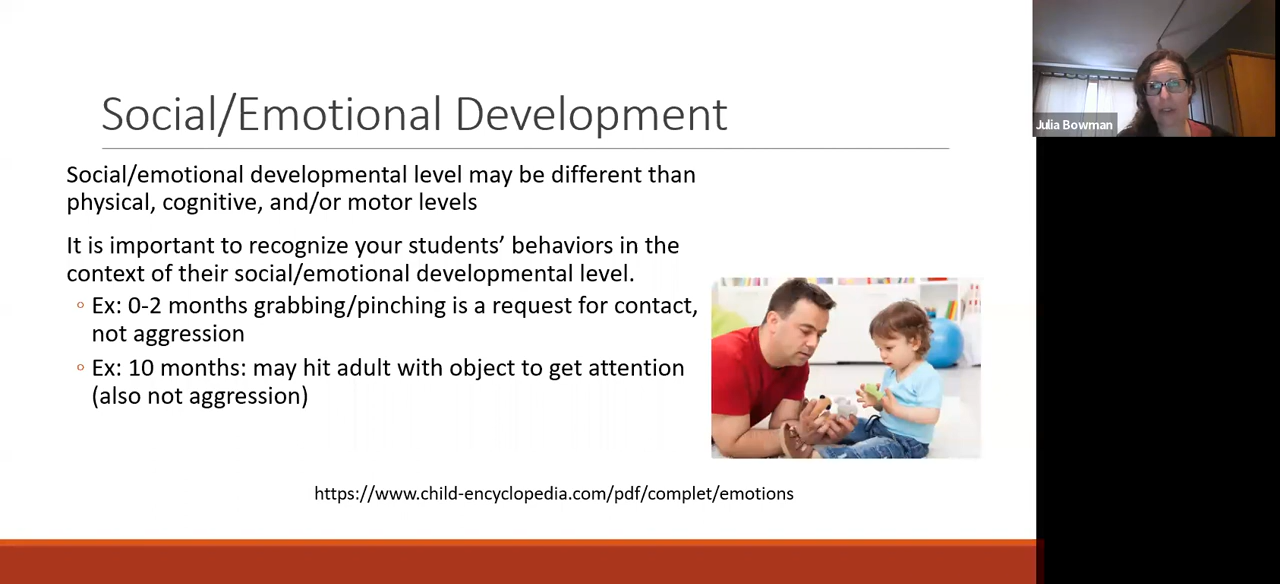 Social/Emotional Development
Social/emotional developmental level may be different than
physical, cognitive, and/or motor levels
It is important to recognize your students’ behaviors in the
context of their social/emotional developmental level.
◦ Ex: 0-2 months grabbing/pinching is a request for contact,
not aggression
◦ Ex: 10 months: may hit adult with object to get attention
(also not aggression)
https://www.child-encyclopedia.com/pdf/complet/emotions
Julia Bowman